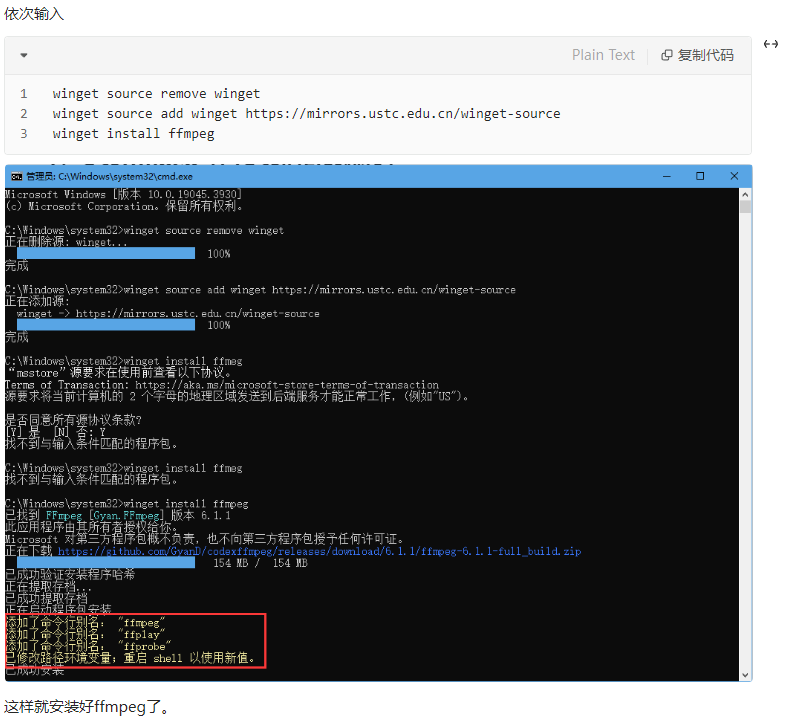 依次输入
Plain Text 复制代码
1 winget source remove winget
2 winget source add winget https://mirrors.ustc.edu.cn/winget-source
3 winget install ffmpeg
管理员: C:\Windows\system32\cmd.exe
Microsoft Windows [版本 10.0.19045.3930]
(c) Microsoft Corporation。保留所有权利。
C:\Windows\system32>winget source remove winget
正在删除源: winget...
100%
完成
C:\Windows\system32>winget source add winget https://mirrors.ustc.edu.cn/winget-source
正在添加源:
winget -> https://mirrors.ustc.edu.cn/winget-source
100%
完成
C:\Windows\system32>winget install ffmeg
“msstore”源要求在使用前查看以下协议。
Terms of Transaction: https://aka.ms/microsoft-store-terms-of-transaction
源要求将当前计算机的 2 个字母的地理区域发送到后端服务才能正常工作，(例如"US")。
是否同意所有源协议条款?
[Y] 是  [N] 否: Y
找不到与输入条件匹配的程序包。
C:\Windows\system32>winget install ffmeg
找不到与输入条件匹配的程序包。
C:\Windows\system32>winget install ffmpeg
已找到 FFmpeg [Gyan.FFmpeg] 版本 6.1.1
此应用程序由其所有者授权给你。
Microsoft 对第三方程序包概不负责，也不向第三方程序包授予任何许可证。
正在下载 https://github.com/GyanD/codexffmpeg/releases/download/6.1.1/ffmpeg-6.1.1-full_build.zip
154 MB / 154 MB
已成功验证安装程序哈希
正在提取存档...
已成功提取存档
正在启动程序包安装...
添加了命令行别名: "ffmpeg"
添加了命令行别名: "ffplay"
添加了命令行别名: "ffprobe"
已修改路径环境变量；重启 shell 以使用新值。
已成功安装
这样就安装好ffmpeg了。